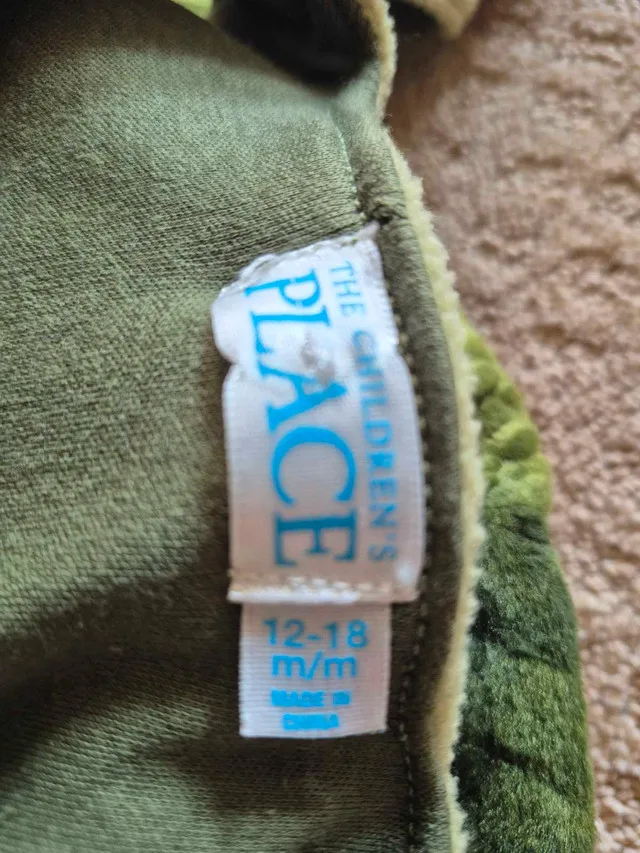 THE CHILDREN'S
PLACE
12-18
m/m
MADE IN
CHINA